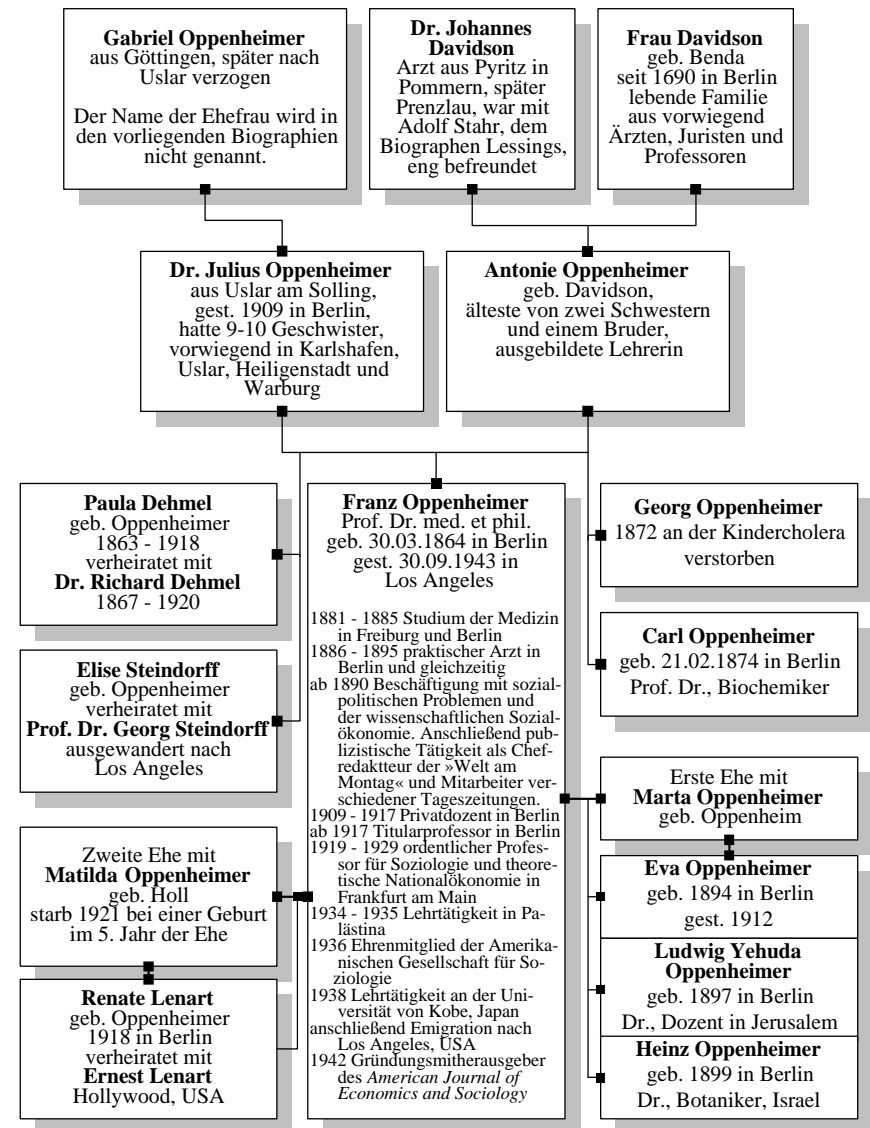 Gabriel Oppenheimer
aus Göttingen, später nach
Uslar verzogen
Der Name der Ehefrau wird in
den vorliegenden Biographien
nicht genannt.
Dr. Johannes
Davidson
Arzt aus Pyritz in
Pommern, später
Prenzlau, war mit
Adolf Stahr, dem
Biographen Lessings,
eng befreundet
Frau Davidson
geb. Benda
seit 1690 in Berlin
lebende Familie
aus vorwiegend
Ärzten, Juristen und
Professoren
Dr. Julius Oppenheimer
aus Uslar am Solling,
gest. 1909 in Berlin,
hatte 9-10 Geschwister,
vorwiegend in Karlshafen,
Uslar, Heiligenstadt und
Warburg
Antonie Oppenheimer
geb. Davidson,
älteste von zwei Schwestern
und einem Bruder,
ausgebildete Lehrerin
Paula Dehmel
geb. Oppenheimer
1863 - 1918
verheiratet mit
Dr. Richard Dehmel
1867 - 1920
Elise Steindorff
geb. Oppenheimer
verheiratet mit
Prof. Dr. Georg Steindorff
ausgewandert nach
Los Angeles
Zweite Ehe mit
Matilda Oppenheimer
geb. Holl
starb 1921 bei einer Geburt
im 5. Jahr der Ehe
Renate Lenart
geb. Oppenheimer
1918 in Berlin
verheiratet mit
Ernest Lenart
Hollywood, USA
Franz Oppenheimer
Prof. Dr. med. et phil.
geb. 30.03.1864 in Berlin
gest. 30.09.1943 in
Los Angeles
1881 - 1885 Studium der Medizin
in Freiburg und Berlin
1886 - 1895 praktischer Arzt in
Berlin und gleichzeitig
ab 1890 Beschäftigung mit sozial-
politischen Problemen und
der wissenschaftlichen Sozial-
ökonomie. Anschließend pub-
lizistische Tätigkeit als Chef-
redaktteur der »Welt am
Montag« und Mitarbeiter ver-
schiedener Tageszeitungen.
1909 - 1917 Privatdozent in Berlin
ab 1917 Titularprofessor in Berlin
1919 - 1929 ordentlicher Profes-
sor für Soziologie und theore-
tische Nationalökonomie in
Frankfurt am Main
1934 - 1935 Lehrtätigkeit in Pa-
lästina
1936 Ehrenmitglied der Amerika-
nischen Gesellschaft für So-
ziologie
1938 Lehrtätigkeit an der Uni-
versität von Kobe, Japan
anschließend Emigration nach
Los Angeles, USA
1942 Gründungsmitherausgeber
des American Journal of
Economics and Sociology
Georg Oppenheimer
1872 an der Kindercholera
verstorben
Carl Oppenheimer
geb. 21.02.1874 in Berlin
Prof. Dr., Biochemiker
Erste Ehe mit
Marta Oppenheimer
geb. Oppenheim
Eva Oppenheimer
geb. 1894 in Berlin
gest. 1912
Ludwig Yehuda
Oppenheimer
geb. 1897 in Berlin
Dr., Dozent in Jerusalem
Heinz Oppenheimer
geb. 1899 in Berlin
Dr., Botaniker, Israel